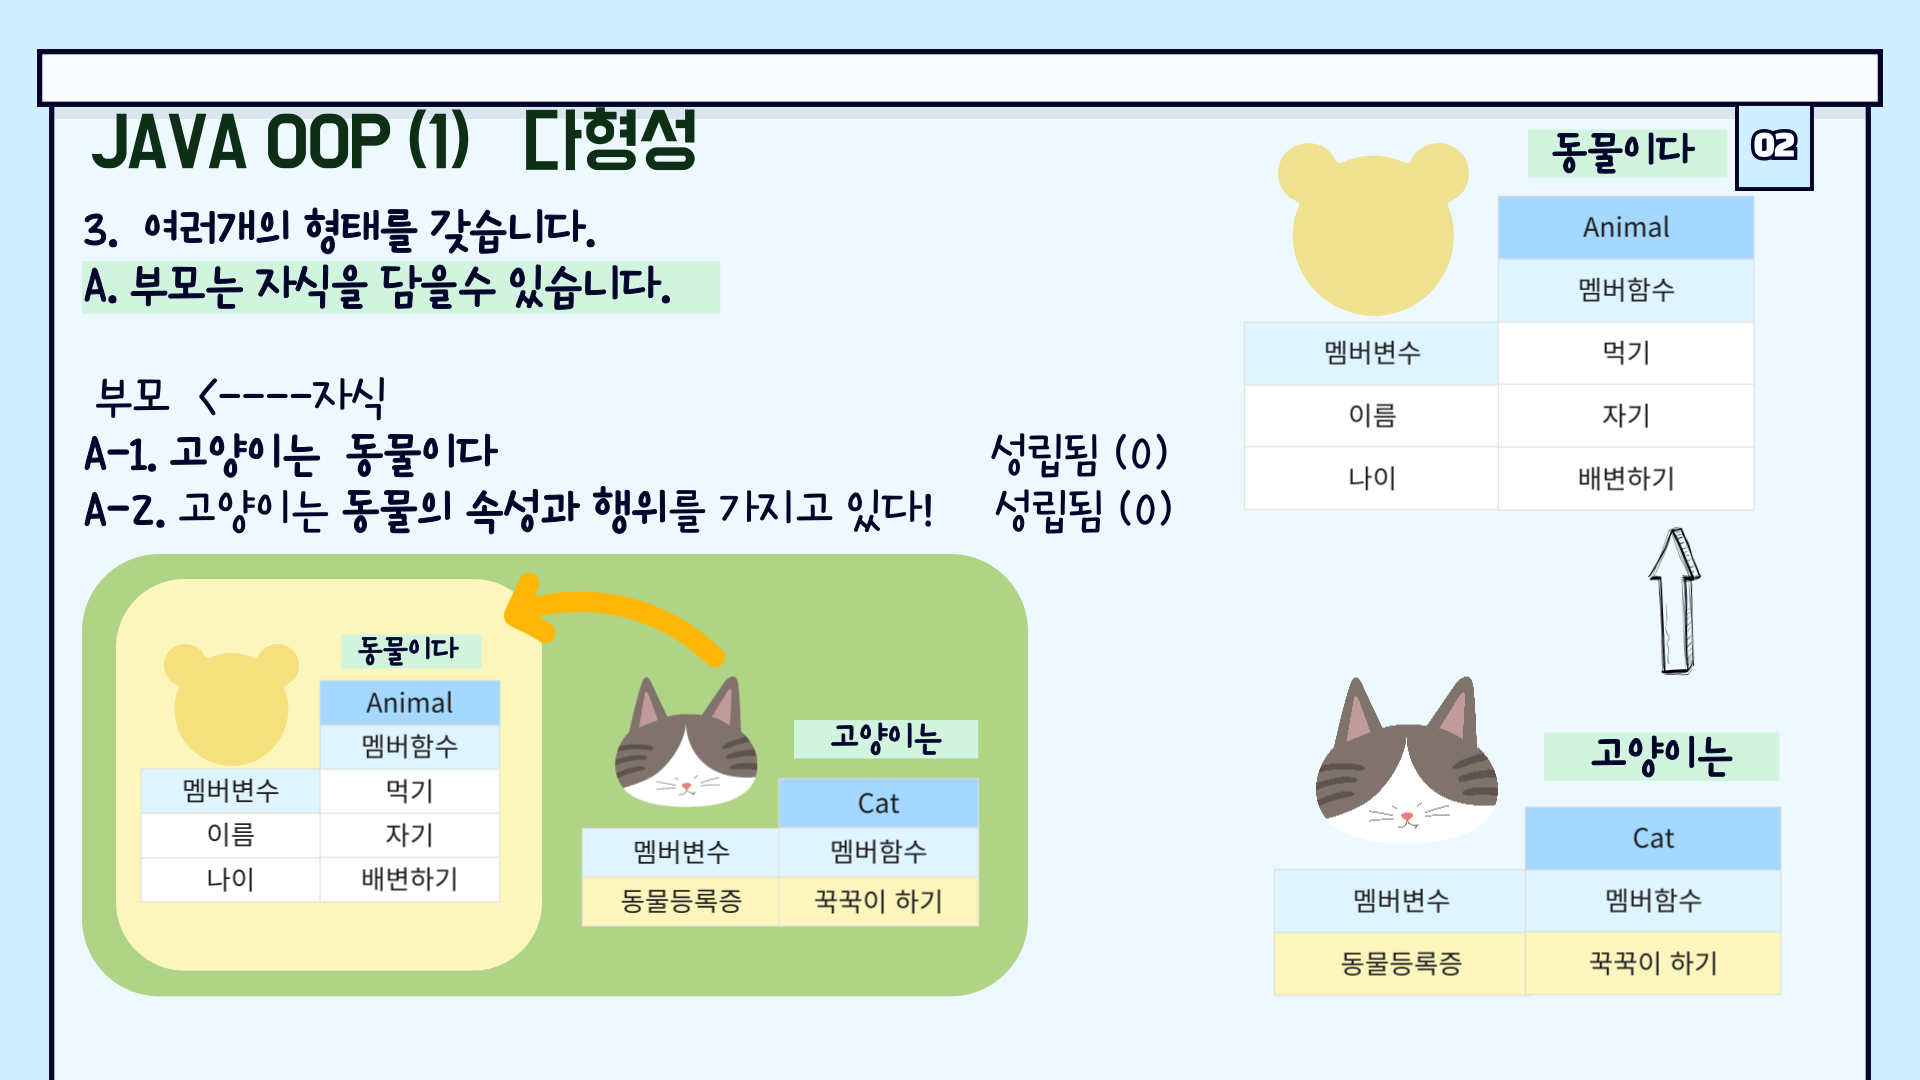 JAVA OOP (1) 다형성
02
3. 여러개의 형태를 갖습니다.
A. 부모는 자식을 담을수 있습니다.
부모 <----자식
A-1. 고양이는 동물이다 성립됨 (0)
A-2. 고양이는 동물의 속성과 행위를 가지고 있다! 성립됨 (0)
동물이다
Animal
멤버함수
멤버변수 먹기
이름 자기
나이 배변하기
고양이는
Cat
멤버변수 멤버함수
동물등록증 꾹꾹이 하기
동물이다
Animal
멤버함수
멤버변수 먹기
이름 자기
나이 배변하기
고양이는
Cat
멤버변수 멤버함수
동물등록증 꾹꾹이 하기